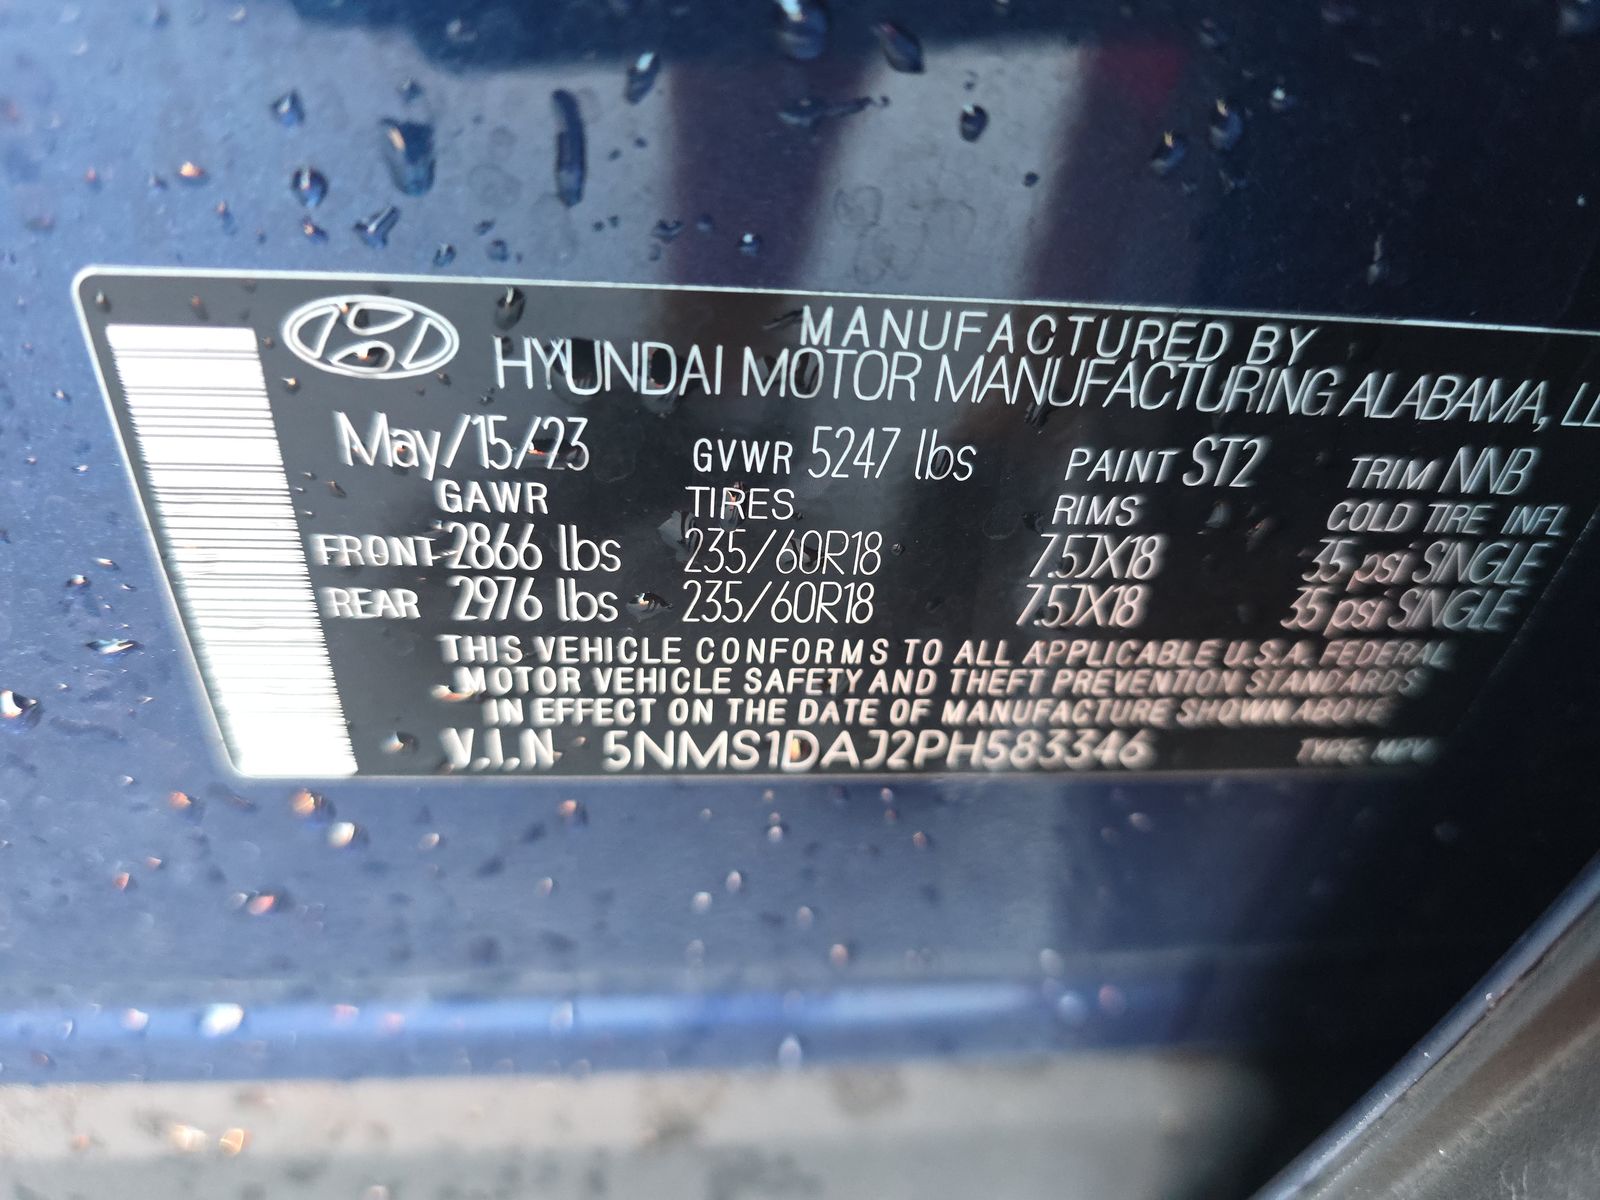 MANUFACTURED BY
HYUNDAI MOTOR MANUFACTURING ALABAMA,
May/15/23 GVWR 5247 lbs PAINT ST2 TRIM NNB
GAWR TIRES RIMS COLD TIRE INFL
FRONT 2866 lbs 235/60R18 7.5JX18 35 psi SINGLE
REAR 2976 lbs 235/60R18 7.5JX18 35 psi SINGLE
THIS VEHICLE CONFORMS TO ALL APPLICABLE U.S.A. FEDERAL
MOTOR VEHICLE SAFETY AND THEFT PREVENTION STANDARDS
IN EFFECT ON THE DATE OF MANUFACTURE SHOWN ABOVE
V.I.N 5NMS1DAJ2PH583346 TYPE: MPV